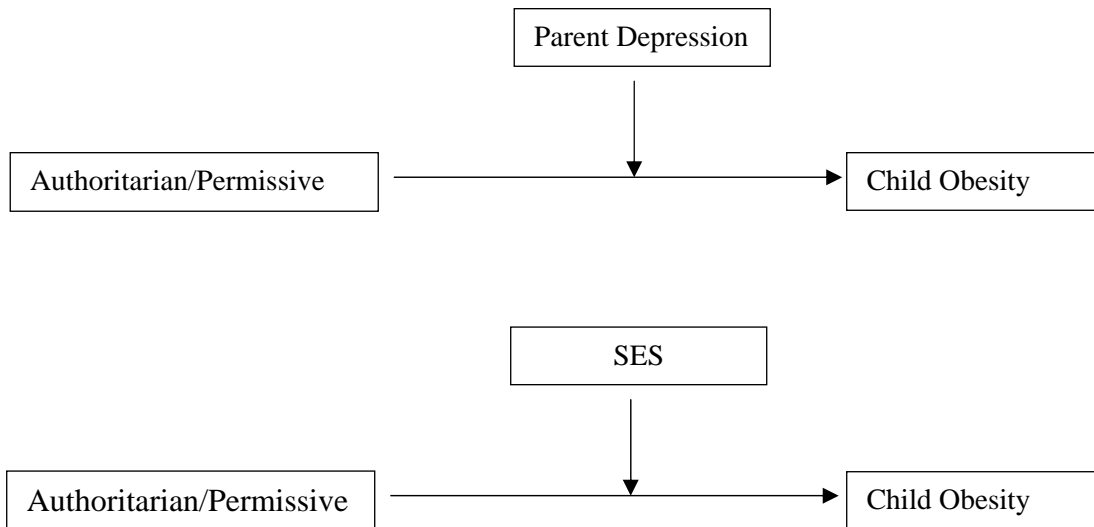 Parent Depression
Authoritarian/Permissive
Child Obesity
SES
Authoritarian/Permissive
Child Obesity